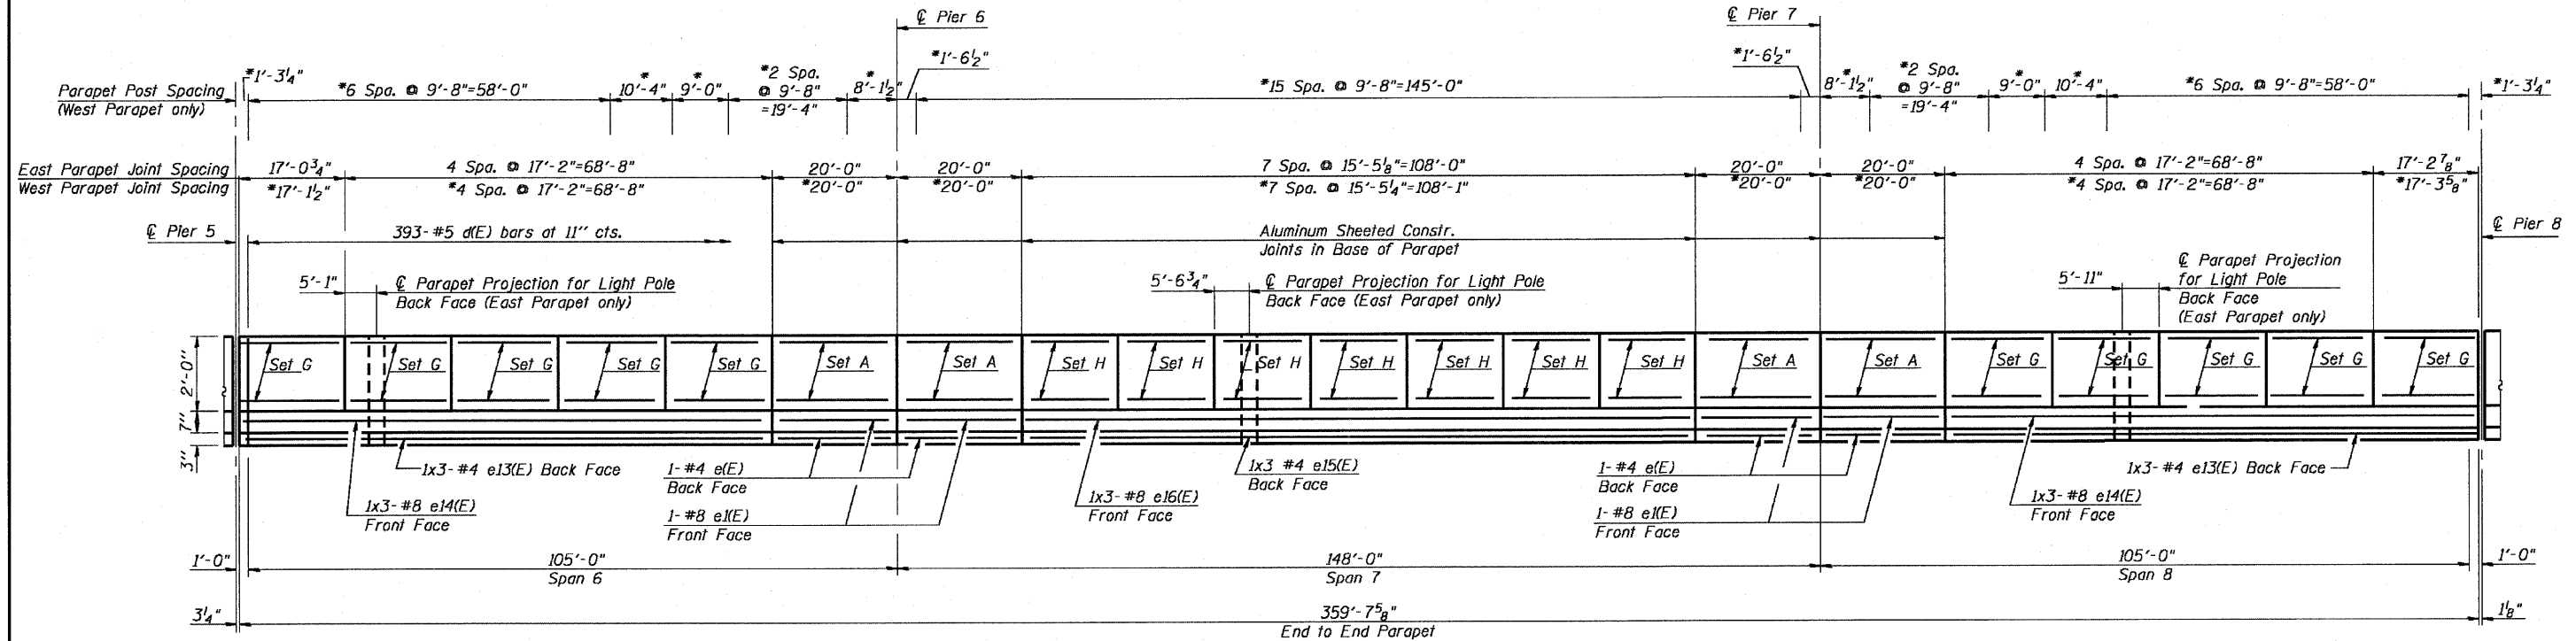 ℄ Pier 6
℄ Pier 7
Parapet Post Spacing
(West Parapet only)
*1'-3¼"
*6 Spa. @ 9'-8"=58'-0"
*10'-4"
*9'-0"
*2 Spa.
@ 9'-8"
=19'-4"
*8'-1½"
*1'-6½"
*15 Spa. @ 9'-8"=145'-0"
*1'-6½"
*8'-1½"
*2 Spa.
@ 9'-8"
=19'-4"
*9'-0"
*10'-4"
*6 Spa. @ 9'-8"=58'-0"
*1'-3¼"
East Parapet Joint Spacing
17'-0¾"
4 Spa. @ 17'-2"=68'-8"
20'-0"
20'-0"
7 Spa. @ 15'-5⅛"=108'-0"
20'-0"
20'-0"
4 Spa. @ 17'-2"=68'-8"
17'-2⅞"
West Parapet Joint Spacing
*17'-1½"
*4 Spa. @ 17'-2"=68'-8"
*20'-0"
*20'-0"
*7 Spa. @ 15'-5¼"=108'-1"
*20'-0"
*20'-0"
*4 Spa. @ 17'-2"=68'-8"
*17'-3⅝"
℄ Pier 5
393- #5 d(E) bars at 11" cts.
Aluminum Sheeted Constr.
Joints in Base of Parapet
℄ Pier 8
5'-1"
℄ Parapet Projection for Light Pole
Back Face (East Parapet only)
5'-6¾"
℄ Parapet Projection for Light Pole
Back Face (East Parapet only)
5'-11"
℄ Parapet Projection
for Light Pole
Back Face
(East Parapet only)
2'-0"
7"
3"
Set G
Set G
Set G
Set G
Set G
Set A
Set A
Set H
Set H
Set H
Set H
Set H
Set H
Set H
Set A
Set A
Set G
Set G
Set G
Set G
Set G
1x3- #4 e13(E) Back Face
1x3- #8 e14(E)
Front Face
1- #4 e(E)
Back Face
1- #8 e1(E)
Front Face
1x3- #8 e16(E)
Front Face
1x3 #4 e15(E)
Back Face
1- #4 e(E)
Back Face
1- #8 e1(E)
Front Face
1x3- #8 e14(E)
Front Face
1x3- #4 e13(E) Back Face
1'-0"
105'-0"
Span 6
148'-0"
Span 7
105'-0"
Span 8
1'-0"
3¼"
359'-7⅝"
End to End Parapet
1⅛"